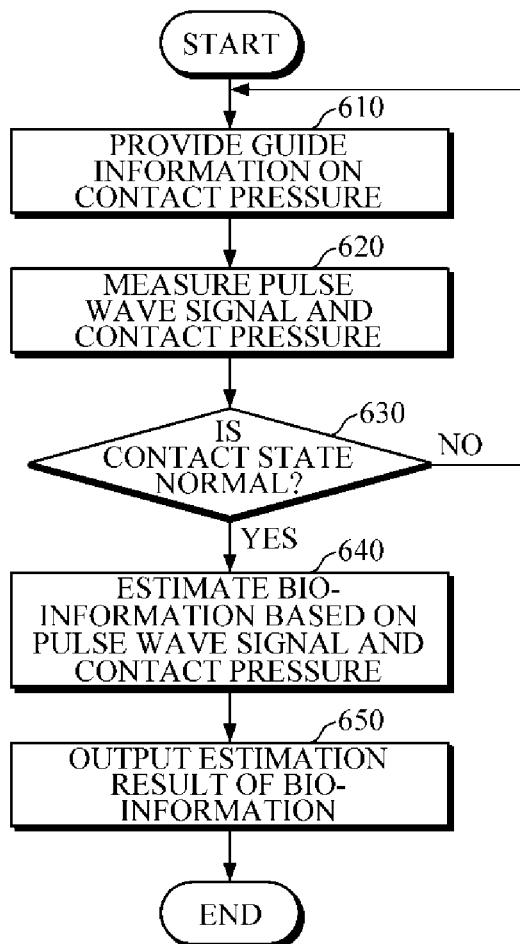 START
610
PROVIDE GUIDE
INFORMATION ON
CONTACT PRESSURE
620
MEASURE PULSE
WAVE SIGNAL AND
CONTACT PRESSURE
630
IS
CONTACT STATE
NORMAL?
NO
YES
640
ESTIMATE BIO-
INFORMATION BASED ON
PULSE WAVE SIGNAL AND
CONTACT PRESSURE
650
OUTPUT ESTIMATION
RESULT OF BIO-
INFORMATION
END